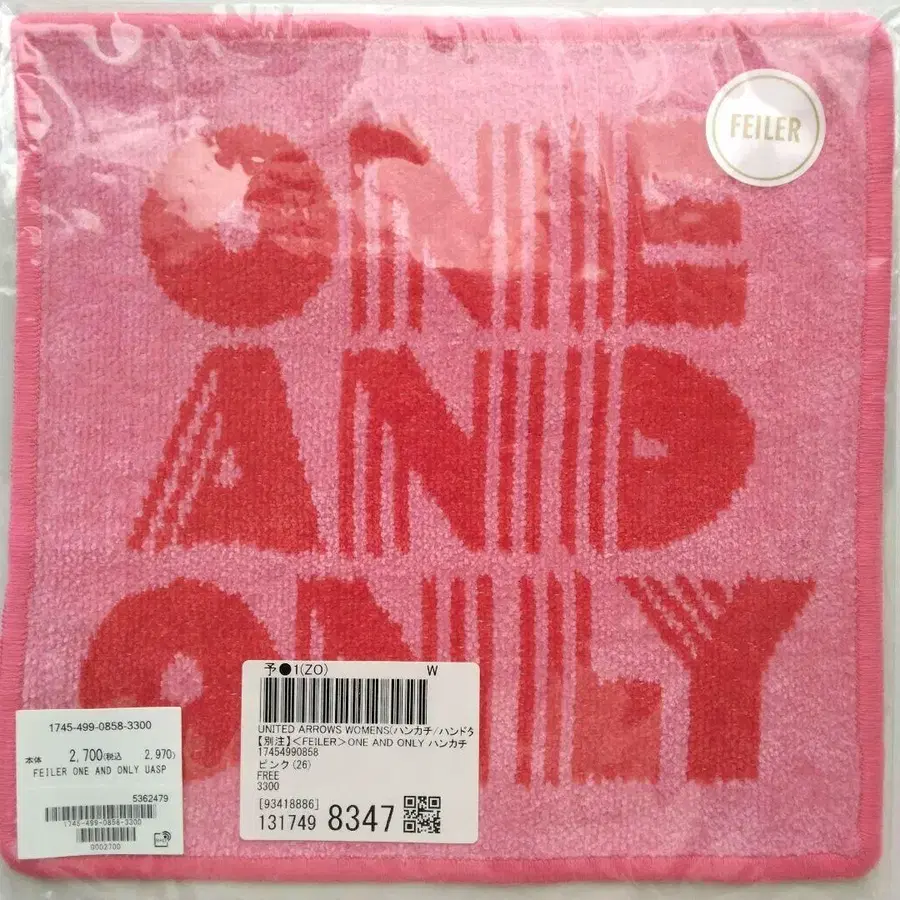 FEILER
ONE
AND
ONLY
1745-499-0858-3300
本体 2,700(税込 2,970)
FEILER ONE AND ONLY UASP
5362479
1745-499-0858-3300
0002700
予●1(ZO) W
UNITED ARROWS WOMENS(ハンカチ/ハンドタ
【別注】<FEILER>ONE AND ONLY ハンカチ
17454990858
ピンク(26)
FREE
3300
[93418886]
131749 8347